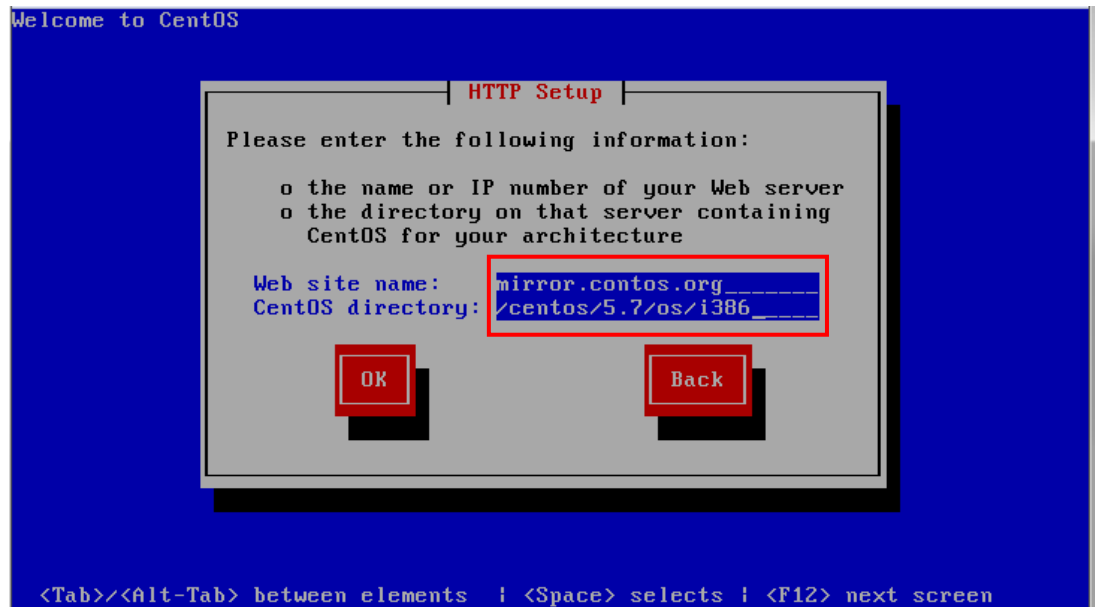 Welcome to CentOS
HTTP Setup
Please enter the following information:
o the name or IP number of your Web server
o the directory on that server containing
CentOS for your architecture
Web site name: mirror.contos.org_______
CentOS directory: /centos/5.7/os/i386_____
OK Back
<Tab>/<Alt-Tab> between elements | <Space> selects | <F12> next screen